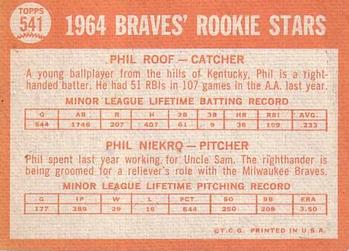 TOPPS
541
1964 BRAVES' ROOKIE STARS
PHIL ROOF — CATCHER
A young ballplayer from the hills of Kentucky, Phil is a right-
handed batter. He had 51 RBIs in 107 games in the A.A. last year.
MINOR LEAGUE LIFETIME BATTING RECORD
G AB R H 2B 3B HR RBI AVG.
544 1746 207 407 61 9 36 199 .233
PHIL NIEKRO — PITCHER
Phil spent last year working for Uncle Sam. The righthander is
being groomed for a reliever's role with the Milwaukee Braves.
MINOR LEAGUE LIFETIME PITCHING RECORD
G IP W L PCT SO BB ERA
177 389 29 16 .644 250 208 3.50
©T.C.G. PRINTED IN U.S.A.